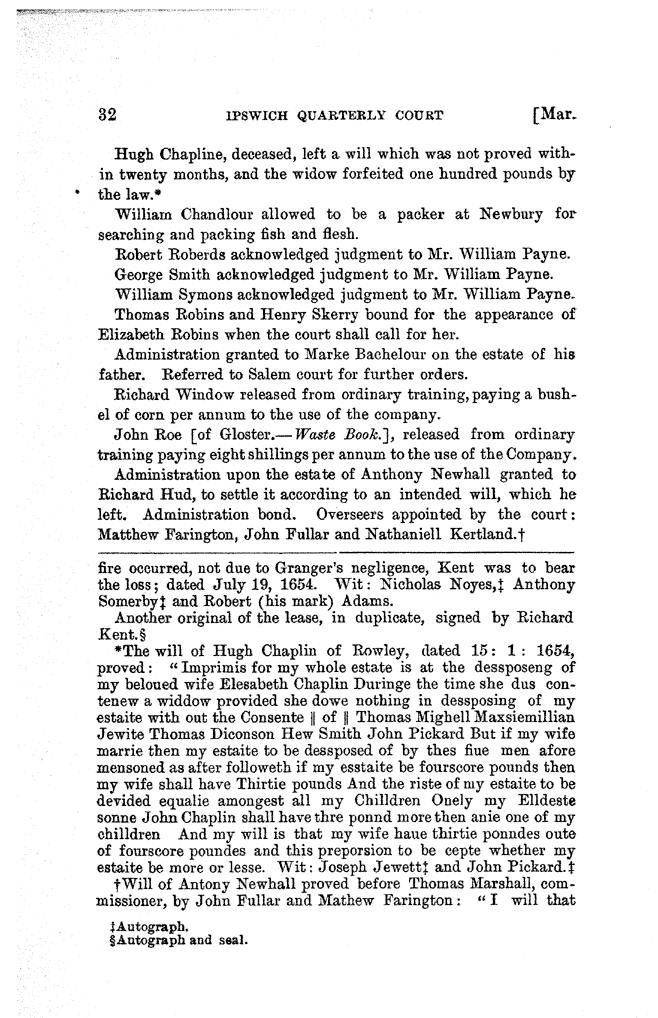 32 IPSWICH QUARTERLY COURT [Mar.
Hugh Chapline, deceased, left a will which was not proved with-
in twenty months, and the widow forfeited one hundred pounds by
the law.*
William Chandlour allowed to be a packer at Newbury for
searching and packing fish and flesh.
Robert Roberds acknowledged judgment to Mr. William Payne.
George Smith acknowledged judgment to Mr. William Payne.
William Symons acknowledged judgment to Mr. William Payne.
Thomas Robins and Henry Skerry bound for the appearance of
Elizabeth Robins when the court shall call for her.
Administration granted to Marke Bachelour on the estate of his
father. Referred to Salem court for further orders.
Richard Window released from ordinary training, paying a bush-
el of corn per annum to the use of the company.
John Roe [of Gloster.—Waste Book.], released from ordinary
training paying eight shillings per annum to the use of the Company.
Administration upon the estate of Anthony Newhall granted to
Richard Hud, to settle it according to an intended will, which he
left. Administration bond. Overseers appointed by the court:
Matthew Farington, John Fullar and Nathaniell Kertland.†
fire occurred, not due to Granger's negligence, Kent was to bear
the loss; dated July 19, 1654. Wit: Nicholas Noyes,‡ Anthony
Somerby‡ and Robert (his mark) Adams.
Another original of the lease, in duplicate, signed by Richard
Kent.§
*The will of Hugh Chaplin of Rowley, dated 15: 1: 1654,
proved: "Imprimis for my whole estate is at the dessposeng of
my beloued wife Elesabeth Chaplin Duringe the time she dus con-
tenew a widdow provided she dowe nothing in dessposing of my
estaite with out the Consente || of || Thomas Mighell Maxsiemillian
Jewite Thomas Diconson Hew Smith John Pickard But if my wife
marrie then my estaite to be dessposed of by thes fiue men afore
mensoned as after followeth if my esstaite be fourscore pounds then
my wife shall have Thirtie pounds And the riste of my estaite to be
devided equalie amongest all my Chilldren Onely my Elldeste
sonne John Chaplin shall have thre ponnd more then anie one of my
chilldren And my will is that my wife haue thirtie ponndes oute
of fourscore poundes and this preporsion to be cepte whether my
estaite be more or lesse. Wit: Joseph Jewett‡ and John Pickard.‡
†Will of Antony Newhall proved before Thomas Marshall, com-
missioner, by John Fullar and Mathew Farington: "I will that
‡Autograph.
§Autograph and seal.